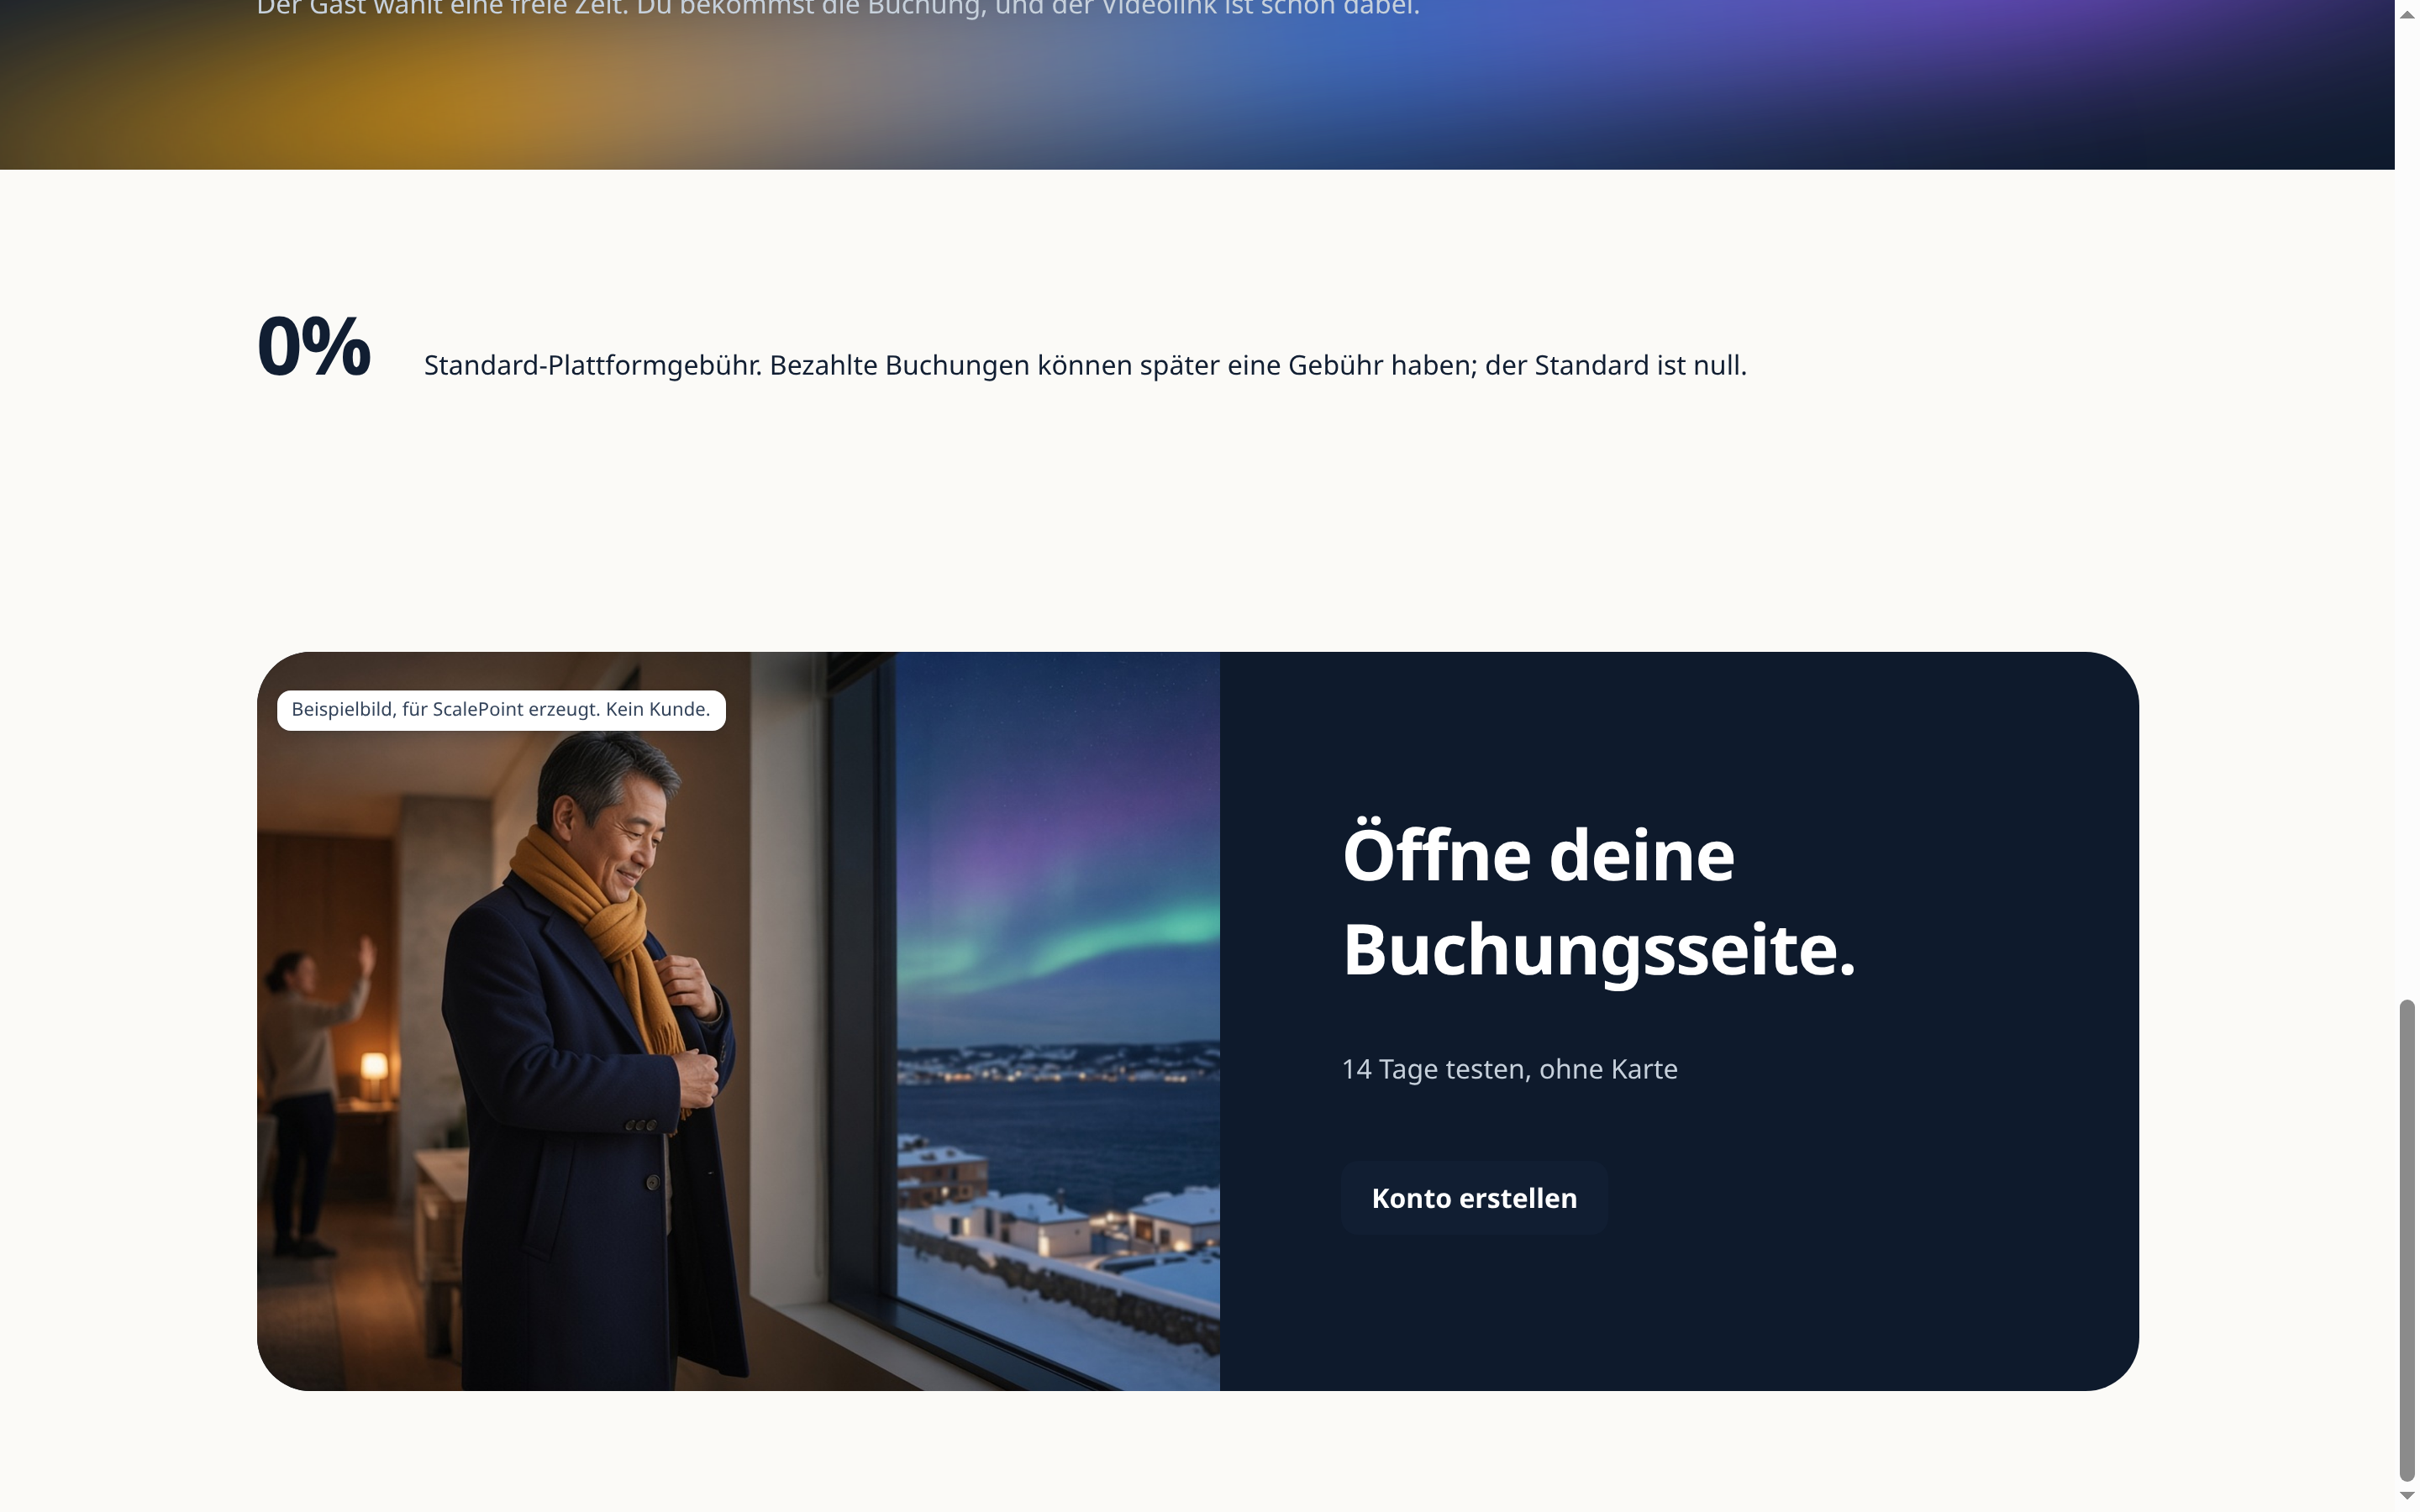 Der Gast wählt eine freie Zeit. Du bekommst die Buchung, und der Videolink ist schon dabei.
0%
Standard-Plattformgebühr. Bezahlte Buchungen können später eine Gebühr haben; der Standard ist null.
Beispielbild, für ScalePoint erzeugt. Kein Kunde.
Öffne deine
Buchungsseite.
14 Tage testen, ohne Karte
Konto erstellen